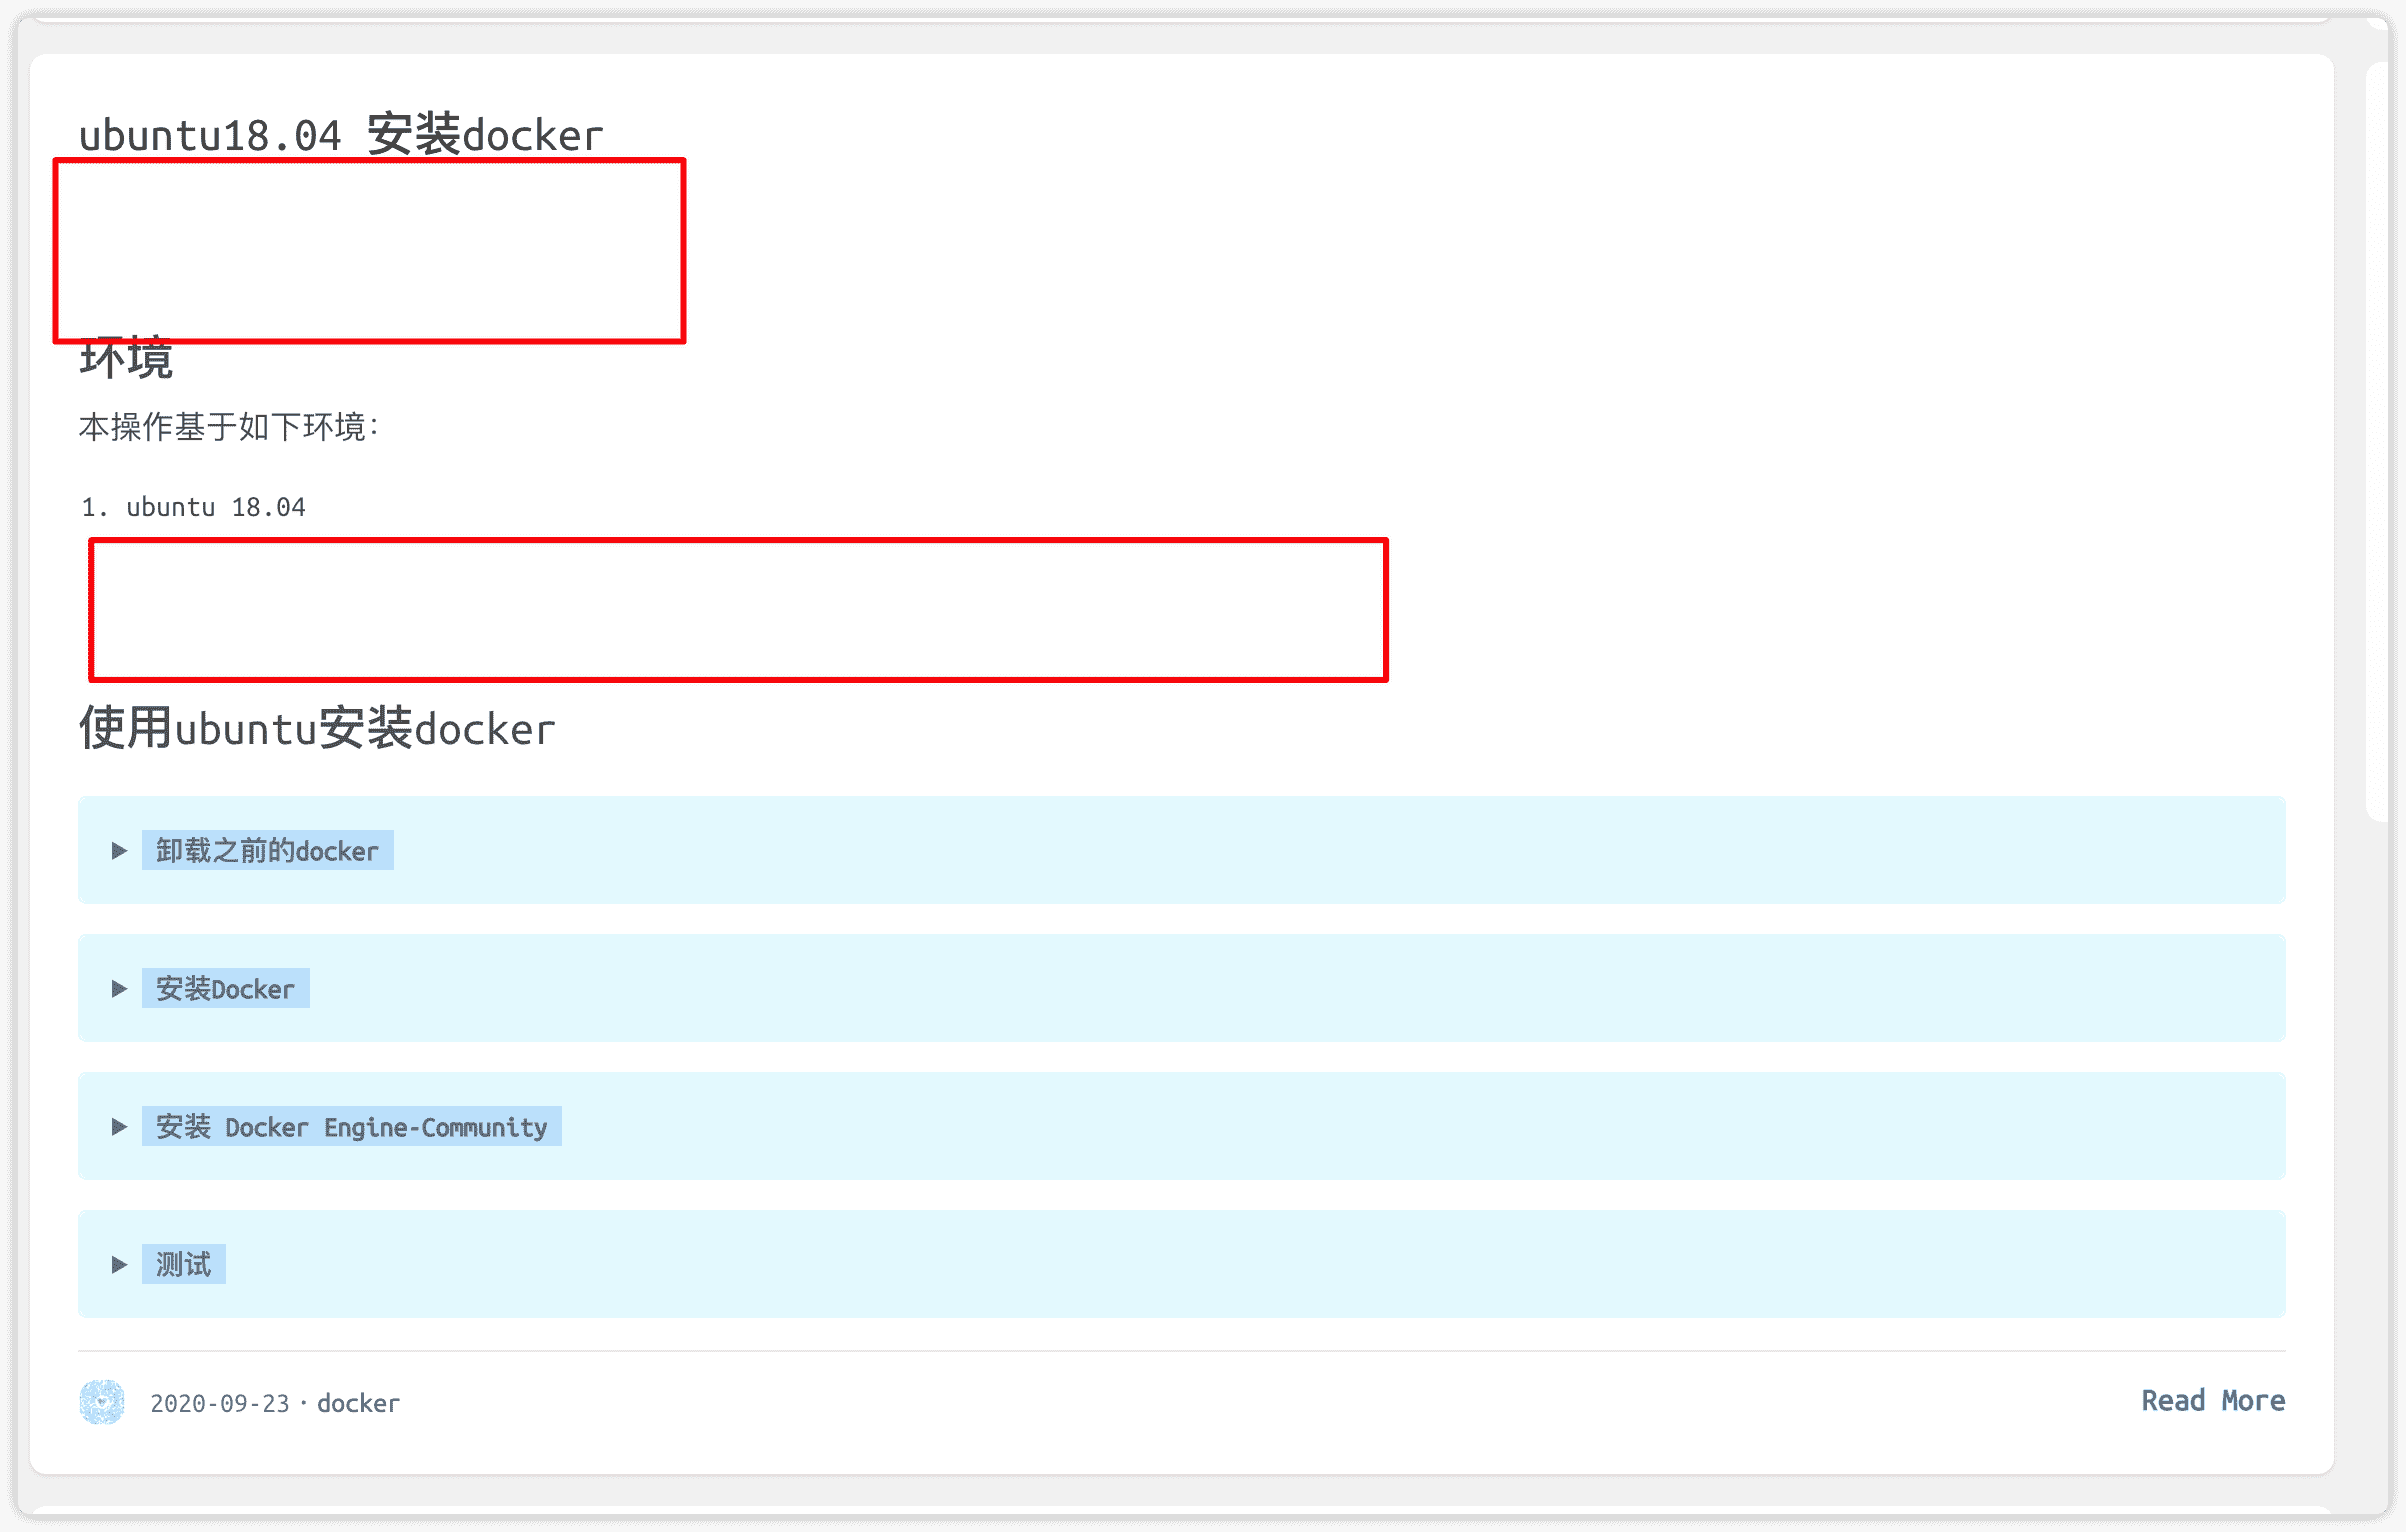 ubuntu18.04 安装docker
环境
本操作基于如下环境：
1. ubuntu 18.04
使用ubuntu安装docker
卸载之前的docker
安装Docker
安装 Docker Engine-Community
测试
2020-09-23 · docker
Read More